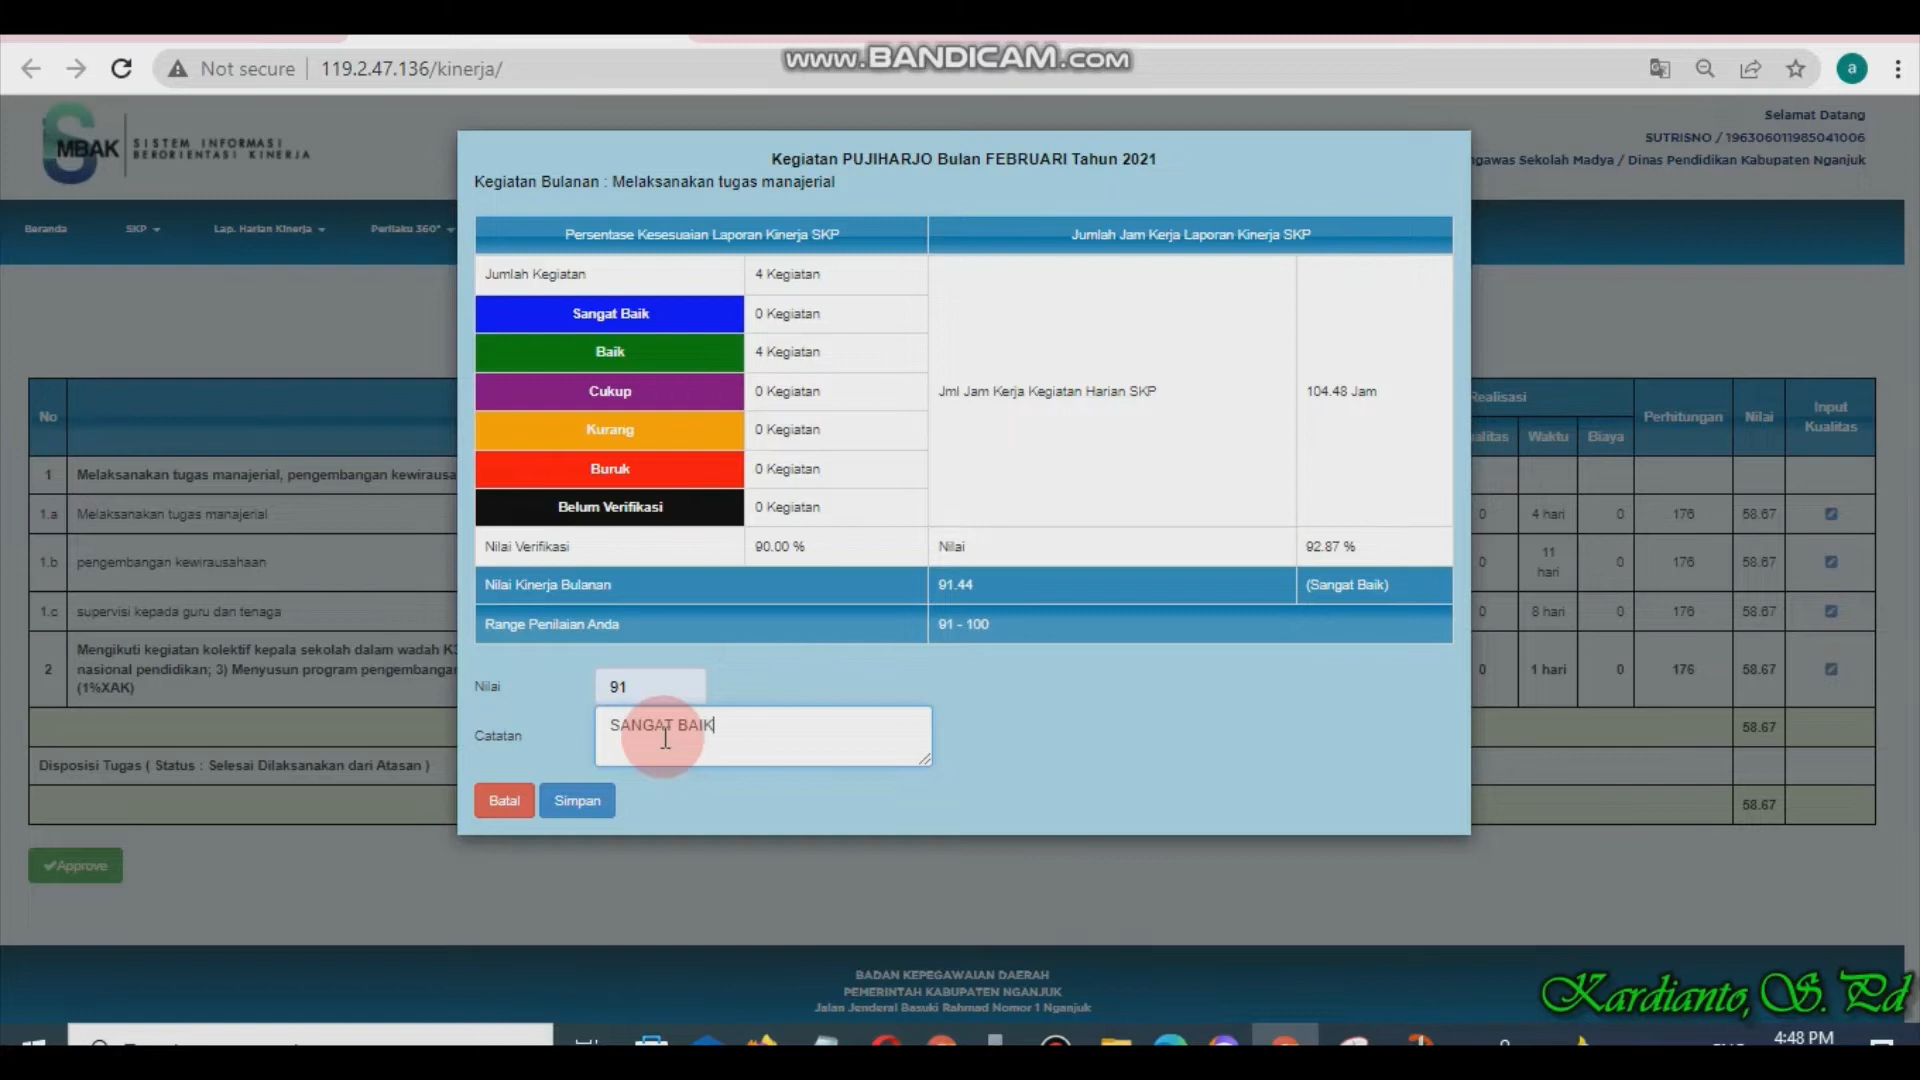 www.BANDICAM.com
Not secure
119.2.47.136/kinerja/
a
SMBAK
SISTEM INFORMASI
BERORIENTASI KINERJA
Selamat Datang
SUTRISNO / 196306011985041006
ngawas Sekolah Madya / Dinas Pendidikan Kabupaten Nganjuk
Beranda
SKP
Lap. Harian Kinerja
Perilaku 360°
Kegiatan PUJIHARJO Bulan FEBRUARI Tahun 2021
Kegiatan Bulanan : Melaksanakan tugas manajerial
Persentase Kesesuaian Laporan Kinerja SKP
Jumlah Jam Kerja Laporan Kinerja SKP
Jumlah Kegiatan
4 Kegiatan
Sangat Baik
0 Kegiatan
Baik
4 Kegiatan
Cukup
0 Kegiatan
Jml Jam Kerja Kegiatan Harian SKP
104.48 Jam
Kurang
0 Kegiatan
Buruk
0 Kegiatan
Belum Verifikasi
0 Kegiatan
Nilai Verifikasi
90.00 %
Nilai
92.87 %
Nilai Kinerja Bulanan
91.44
(Sangat Baik)
Range Penilaian Anda
91 - 100
Nilai
91
Catatan
SANGAT BAIK
Batal
Simpan
No
Realisasi
alitas
Waktu
Biaya
Perhitungan
Nilai
Input
Kualitas
1
Melaksanakan tugas manajerial, pengembangan kewirausa
1.a
Melaksanakan tugas manajerial
0
4 hari
0
176
58.67
1.b
pengembangan kewirausahaan
0
11
hari
0
176
58.67
1.c
supervisi kepada guru dan tenaga
0
8 hari
0
176
58.67
2
Mengikuti kegiatan kolektif kepala sekolah dalam wadah K3
nasional pendidikan; 3) Menyusun program pengembangan
(1%XAK)
0
1 hari
0
176
58.67
58.67
Disposisi Tugas ( Status : Selesai Dilaksanakan dari Atasan )
58.67
Approve
BADAN KEPEGAWAIAN DAERAH
PEMERINTAH KABUPATEN NGANJUK
Jalan Jenderal Basuki Rahmad Nomor 1 Nganjuk
Kardianto, S. Pd
4:48 PM